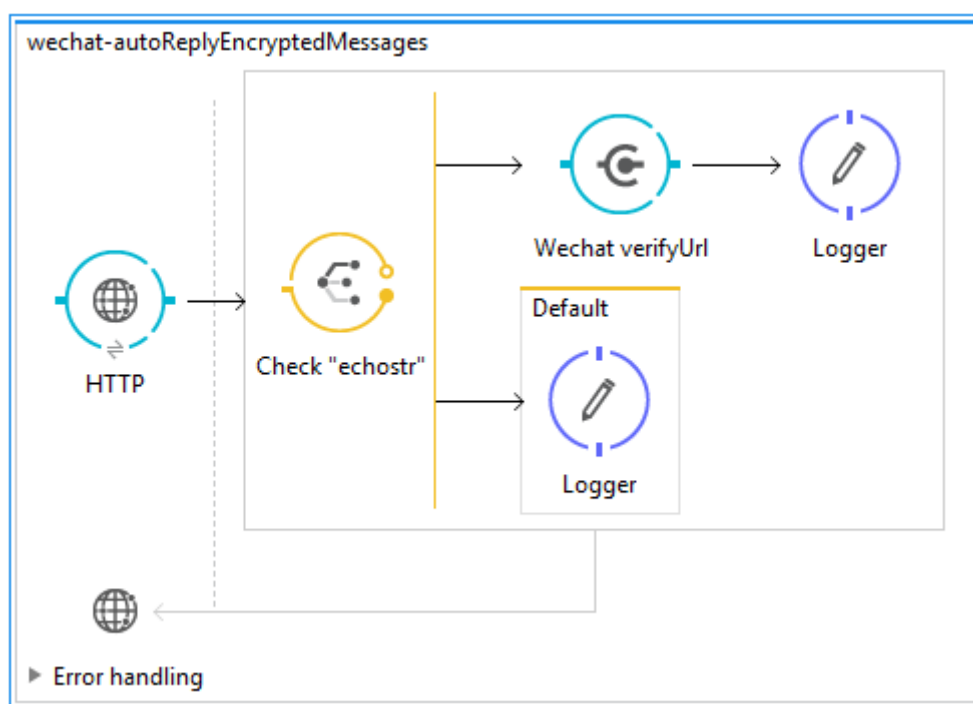 wechat-autoReplyEncryptedMessages
Wechat verifyUrl
Logger
Default
Check "echostr"
HTTP
Logger
Error handling